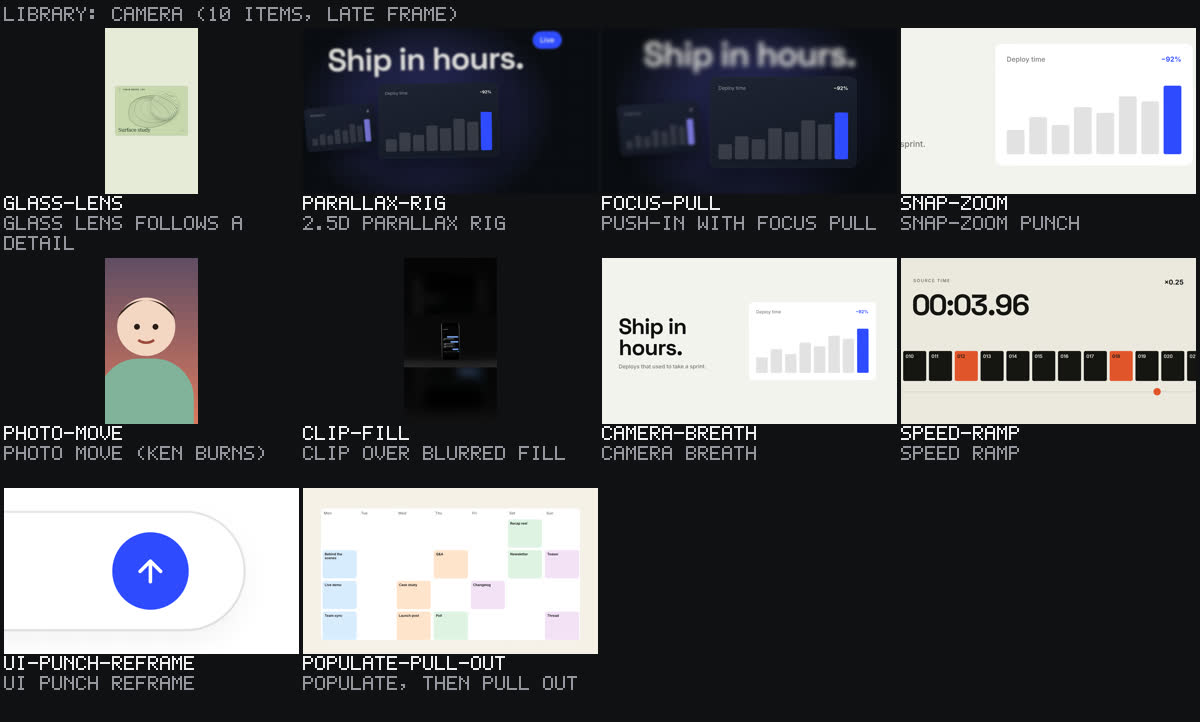 LIBRARY: CAMERA (10 ITEMS, LATE FRAME)
Surface study
GLASS-LENS
GLASS LENS FOLLOWS A
DETAIL
Live
Ship in hours.
Deploy time
−92%
PARALLAX-RIG
2.5D PARALLAX RIG
Ship in hours.
Deploy time
−92%
FOCUS-PULL
PUSH-IN WITH FOCUS PULL
Deploy time
−92%
sprint.
SNAP-ZOOM
SNAP-ZOOM PUNCH
PHOTO-MOVE
PHOTO MOVE (KEN BURNS)
CLIP-FILL
CLIP OVER BLURRED FILL
Ship in
hours.
Deploys that used to take a sprint.
Deploy time
−92%
CAMERA-BREATH
CAMERA BREATH
SOURCE TIME
×0.25
00:03.96
010 011 012 013 014 015 016 017 018 019 020 02
SPEED-RAMP
SPEED RAMP
UI-PUNCH-REFRAME
UI PUNCH REFRAME
Mon Tue Wed Thu Fri Sat Sun
Recap reel
Behind the
scenes
Q&A
Newsletter
Teaser
Live demo
Case study
Changelog
Team sync
Launch post
Poll
Thread
POPULATE-PULL-OUT
POPULATE, THEN PULL OUT